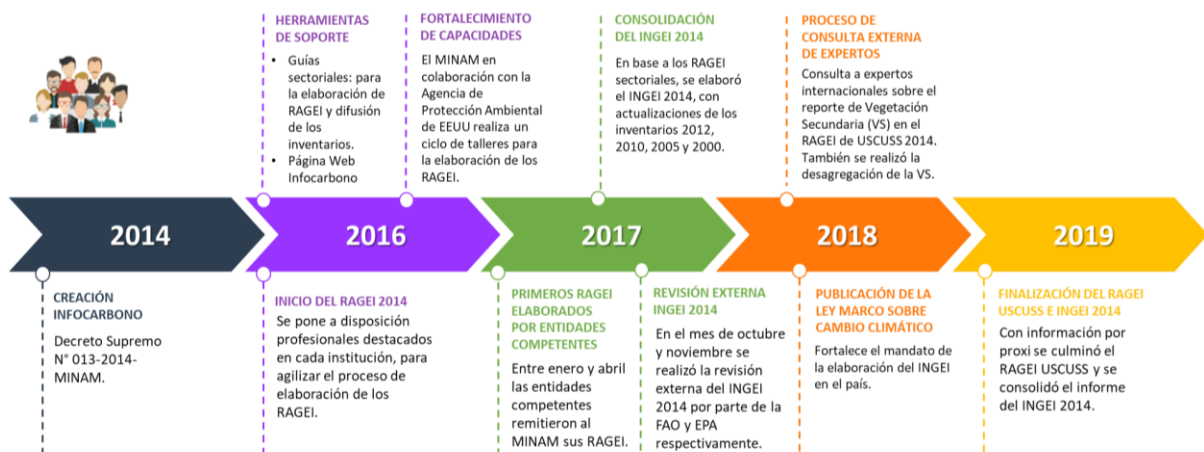 HERRAMIENTAS
DE SOPORTE
• Guías
sectoriales: para
la elaboración de
RAGEI y difusión de
los
inventarios.
• Página Web
Infocarbono
FORTALECIMIENTO
DE CAPACIDADES
El MINAM en
colaboración con la
Agencia de
Protección Ambiental
de EEUU realiza un
ciclo de talleres para
la elaboración de los
RAGEI.
CONSOLIDACIÓN
DEL INGEI 2014
En base a los RAGEI
sectoriales, se elaboró
el INGEI 2014, con
actualizaciones de los
inventarios 2012,
2010, 2005 y 2000.
PROCESO DE
CONSULTA EXTERNA
DE EXPERTOS
Consulta a expertos
internacionales sobre el
reporte de Vegetación
Secundaria (VS) en el
RAGEI de USCUSS 2014.
También se realizó la
desagregación de la VS.
2014
2016
2017
2018
2019
CREACIÓN
INFOCARBONO
Decreto Supremo
N° 013-2014-
MINAM.
INICIO DEL RAGEI 2014
Se pone a disposición
profesionales destacados
en cada institución, para
agilizar el proceso de
elaboración de los
RAGEI.
PRIMEROS RAGEI
ELABORADOS
POR ENTIDADES
COMPETENTES
Entre enero y abril
las entidades
competentes
remitieron al
MINAM sus RAGEI.
REVISIÓN EXTERNA
INGEI 2014
En el mes de octubre
y noviembre se
realizó la revisión
externa del INGEI
2014 por parte de la
FAO y EPA
respectivamente.
PUBLICACIÓN DE LA
LEY MARCO SOBRE
CAMBIO CLIMÁTICO
Fortalece el mandato de
la elaboración del INGEI
en el país.
FINALIZACIÓN DEL RAGEI
USCUSS E INGEI 2014
Con información por
proxi se culminó el
RAGEI USCUSS y se
consolidó el informe
del INGEI 2014.